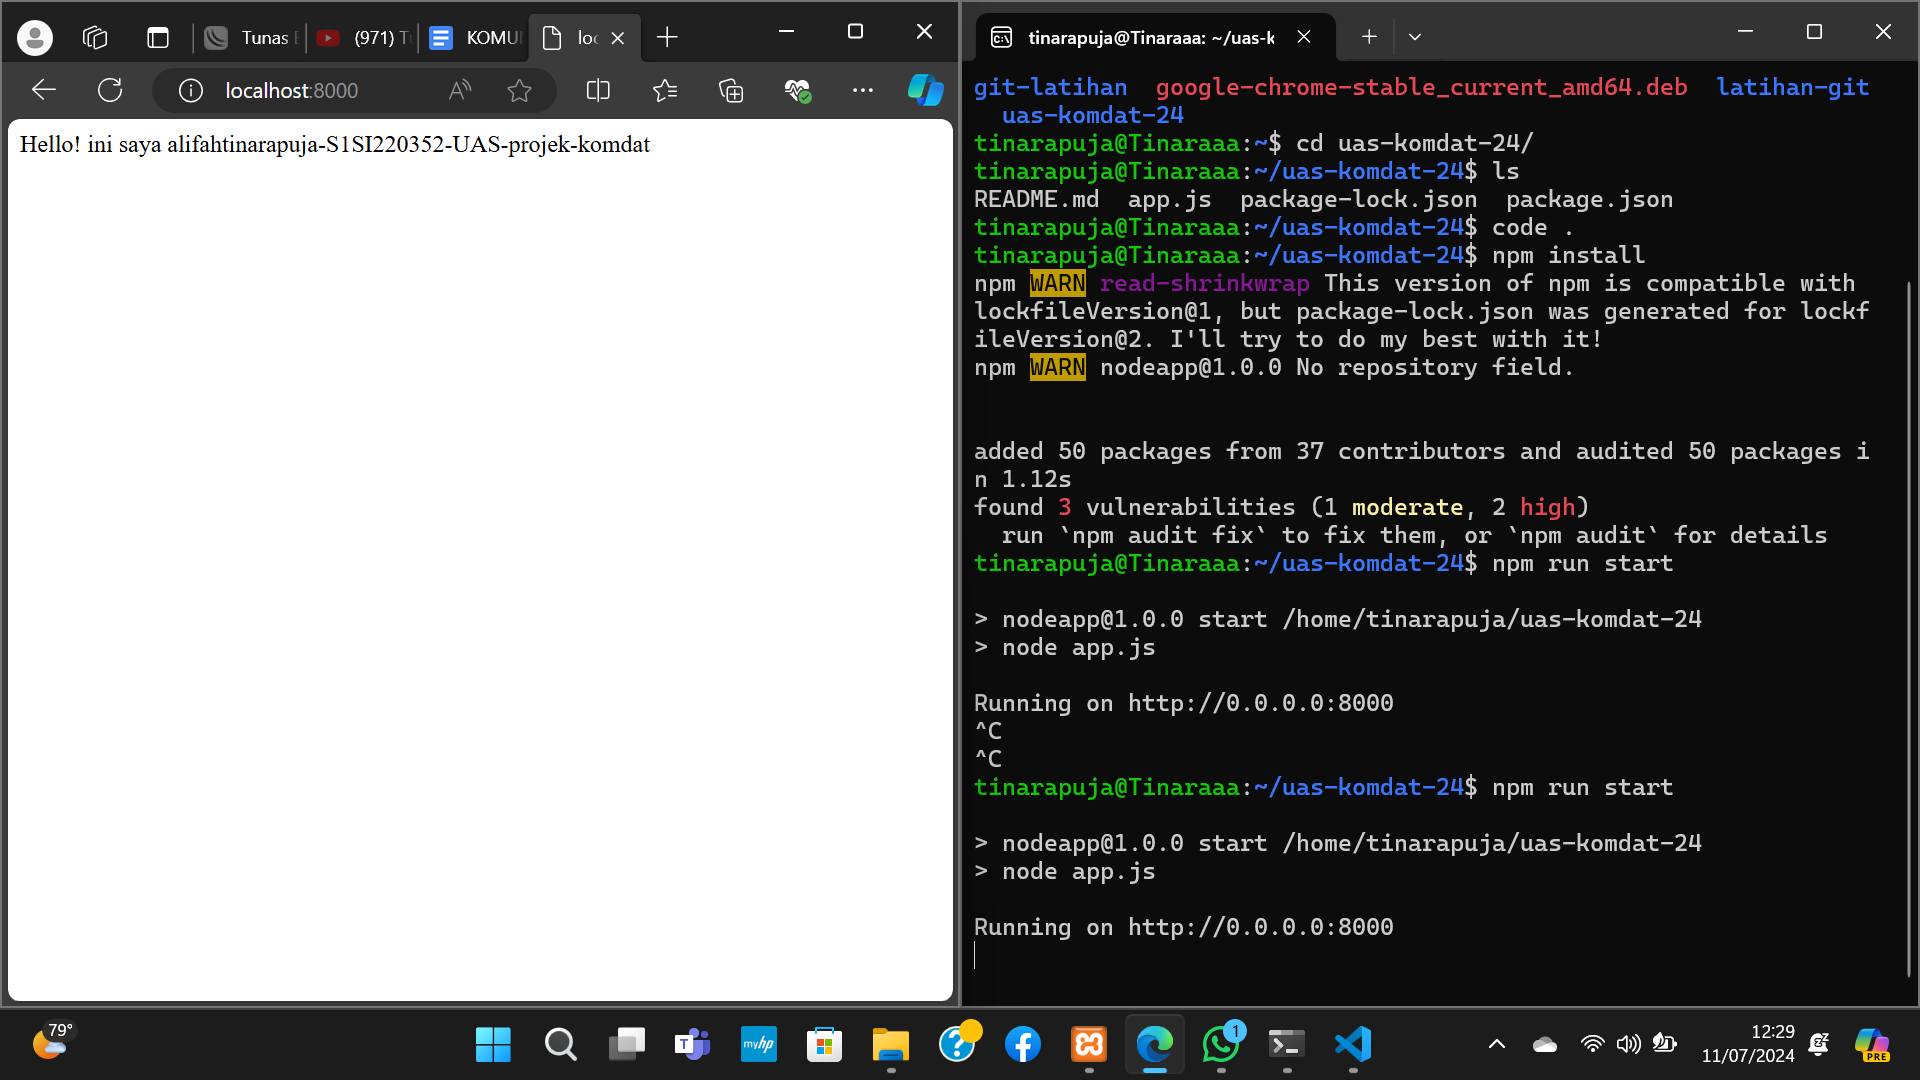 Tunas
(971) T
KOMU
loc
localhost:8000
Hello! ini saya alifahtinarapuja-S1SI220352-UAS-projek-komdat
tinarapuja@Tinaraaa: ~/uas-k
git-latihan  google-chrome-stable_current_amd64.deb  latihan-git
uas-komdat-24
tinarapuja@Tinaraaa:~$ cd uas-komdat-24/
tinarapuja@Tinaraaa:~/uas-komdat-24$ ls
README.md  app.js  package-lock.json  package.json
tinarapuja@Tinaraaa:~/uas-komdat-24$ code .
tinarapuja@Tinaraaa:~/uas-komdat-24$ npm install
npm WARN read-shrinkwrap This version of npm is compatible with
lockfileVersion@1, but package-lock.json was generated for lockf
ileVersion@2. I'll try to do my best with it!
npm WARN nodeapp@1.0.0 No repository field.
added 50 packages from 37 contributors and audited 50 packages i
n 1.12s
found 3 vulnerabilities (1 moderate, 2 high)
run `npm audit fix` to fix them, or `npm audit` for details
tinarapuja@Tinaraaa:~/uas-komdat-24$ npm run start
> nodeapp@1.0.0 start /home/tinarapuja/uas-komdat-24
> node app.js
Running on http://0.0.0.0:8000
^C
^C
tinarapuja@Tinaraaa:~/uas-komdat-24$ npm run start
> nodeapp@1.0.0 start /home/tinarapuja/uas-komdat-24
> node app.js
Running on http://0.0.0.0:8000
79°
myhp
1
12:29
11/07/2024
PRE